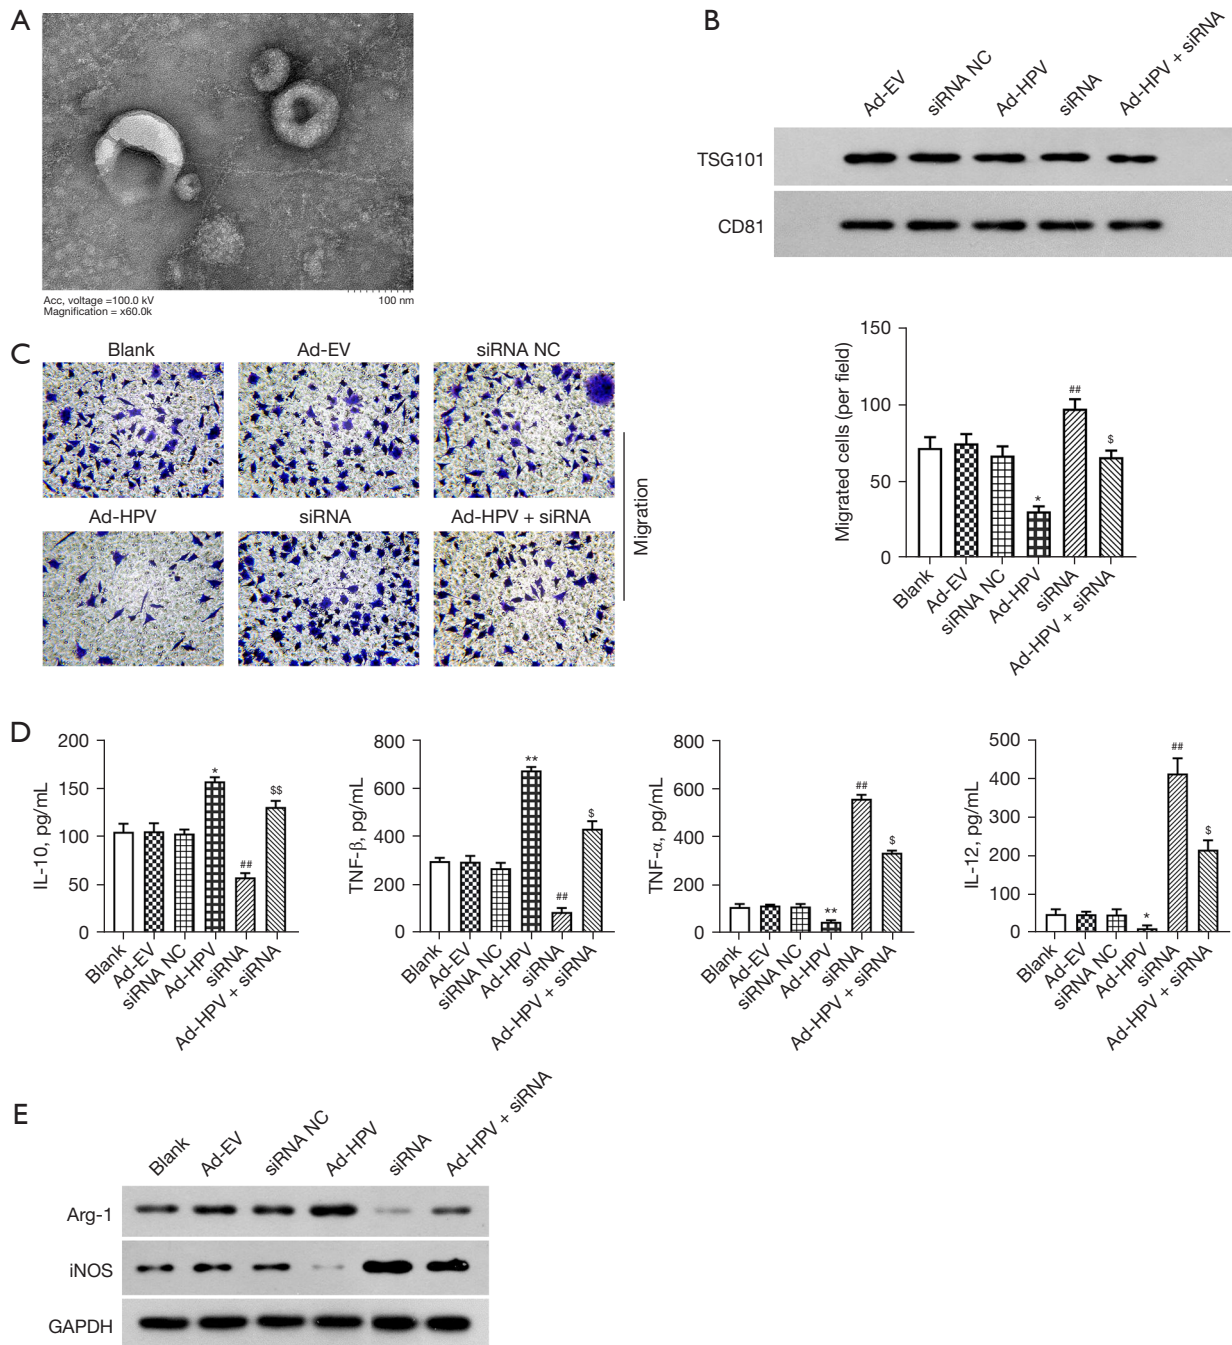 A
Acc, voltage =100.0 kV
Magnification = x60.0k
100 nm
B
Ad-EV
siRNA NC
Ad-HPV
siRNA
Ad-HPV + siRNA
TSG101
CD81
C
Blank
Ad-EV
siRNA NC
Ad-HPV
siRNA
Ad-HPV + siRNA
Migration
Migrated cells (per field)
150
100
50
0
*
##
$
Blank
Ad-EV
siRNA NC
Ad-HPV
siRNA
Ad-HPV + siRNA
D
IL-10, pg/mL
200
150
100
50
0
*
##
$$
Blank
Ad-EV
siRNA NC
Ad-HPV
siRNA
Ad-HPV + siRNA
TNF-β, pg/mL
800
600
400
200
0
**
##
$
Blank
Ad-EV
siRNA NC
Ad-HPV
siRNA
Ad-HPV + siRNA
TNF-α, pg/mL
800
600
400
200
0
**
##
$
Blank
Ad-EV
siRNA NC
Ad-HPV
siRNA
Ad-HPV + siRNA
IL-12, pg/mL
500
400
300
200
100
0
*
##
$
Blank
Ad-EV
siRNA NC
Ad-HPV
siRNA
Ad-HPV + siRNA
E
Blank
Ad-EV
siRNA NC
Ad-HPV
siRNA
Ad-HPV + siRNA
Arg-1
iNOS
GAPDH